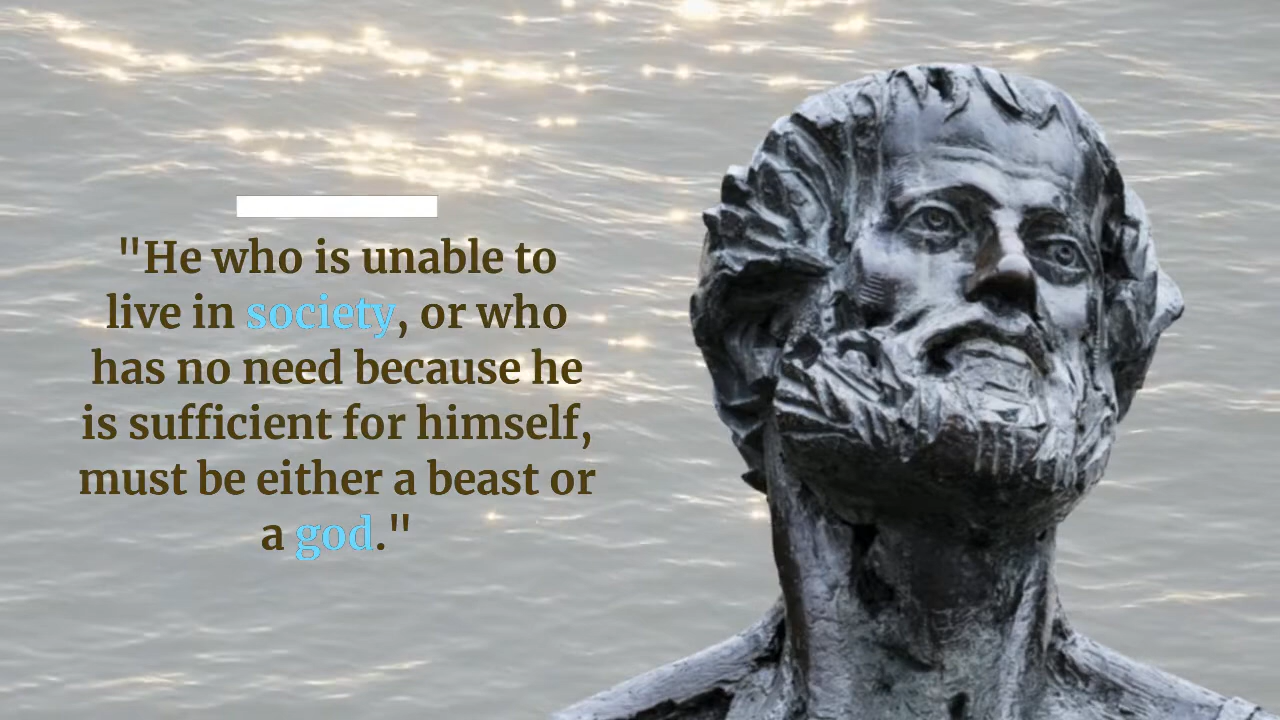 "He who is unable to
live in society, or who
has no need because he
is sufficient for himself,
must be either a beast or
a god."